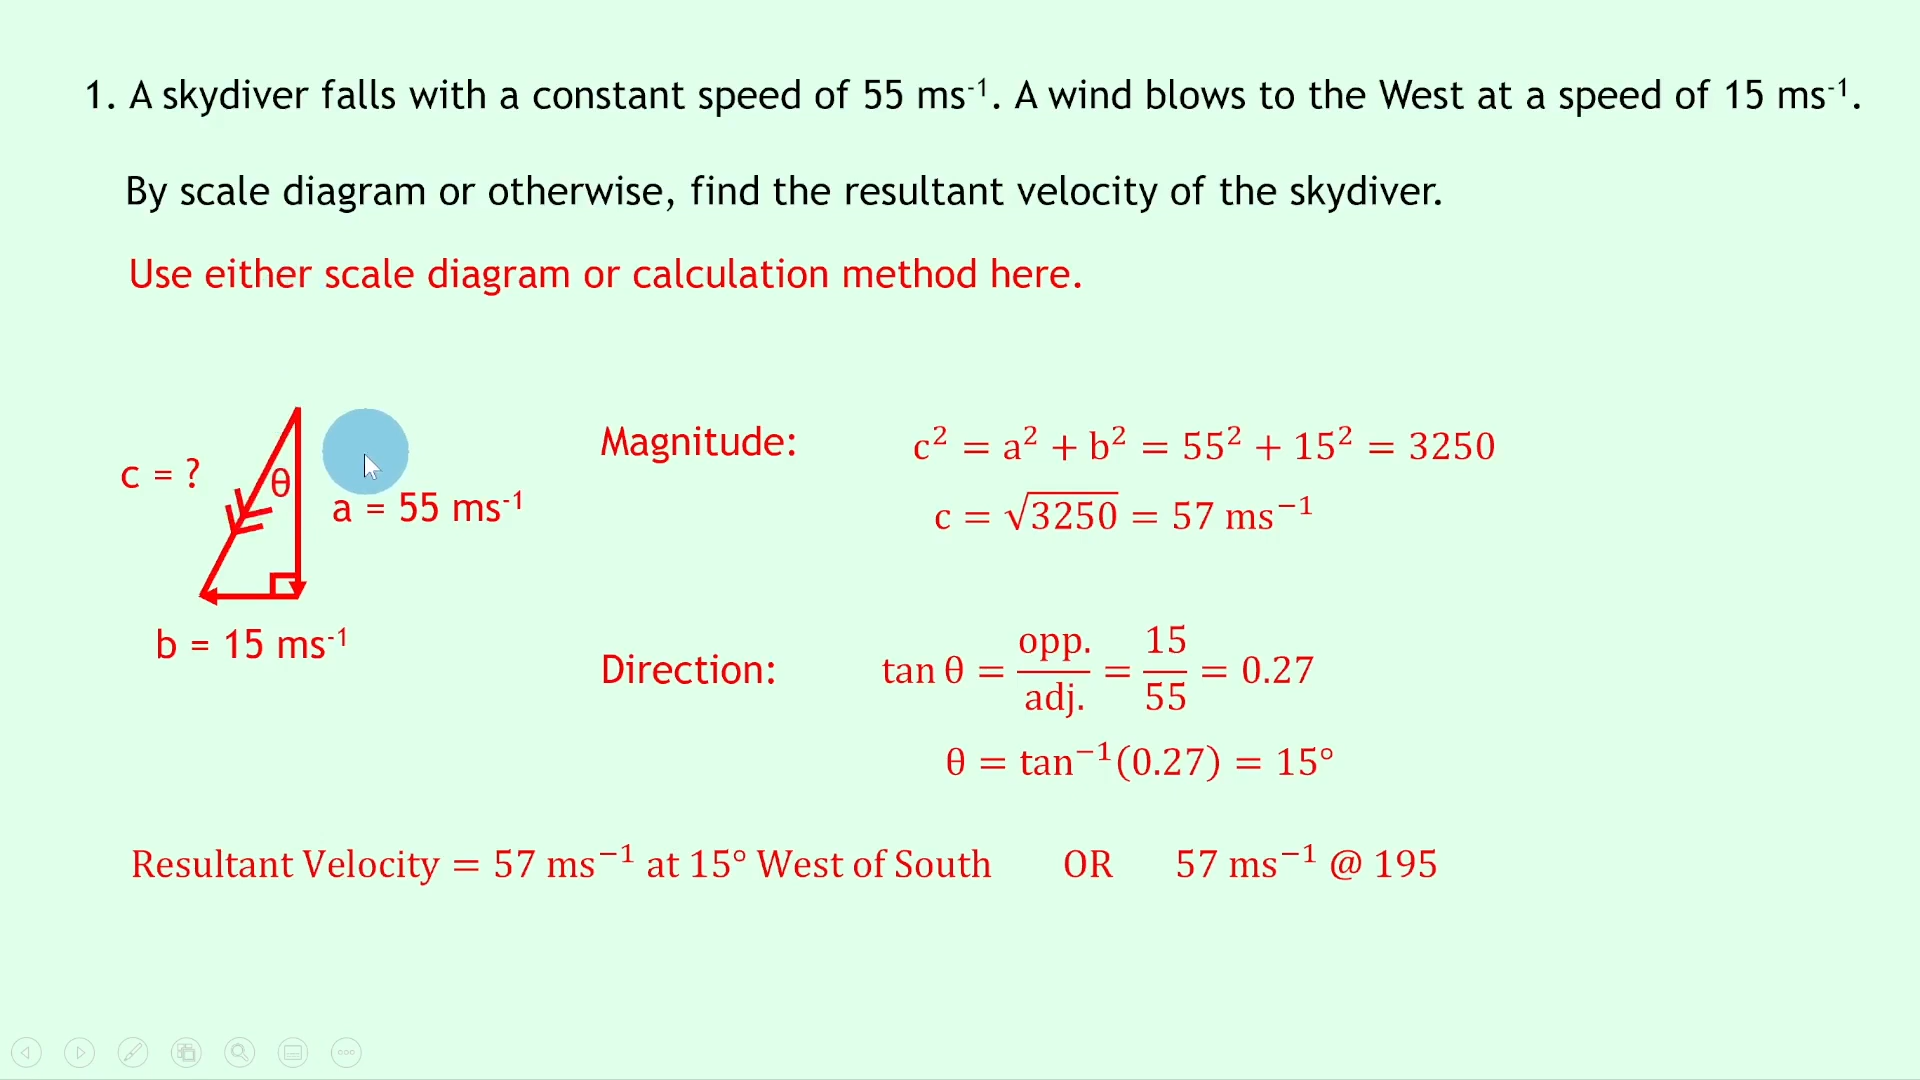 1. A skydiver falls with a constant speed of 55 ms⁻¹. A wind blows to the West at a speed of 15 ms⁻¹.
By scale diagram or otherwise, find the resultant velocity of the skydiver.
Use either scale diagram or calculation method here.
c = ?
θ
a = 55 ms⁻¹
b = 15 ms⁻¹
Magnitude: c² = a² + b² = 55² + 15² = 3250
c = √3250 = 57 ms⁻¹
Direction: tan θ = opp./adj. = 15/55 = 0.27
θ = tan⁻¹(0.27) = 15°
Resultant Velocity = 57 ms⁻¹ at 15° West of South OR 57 ms⁻¹ @ 195